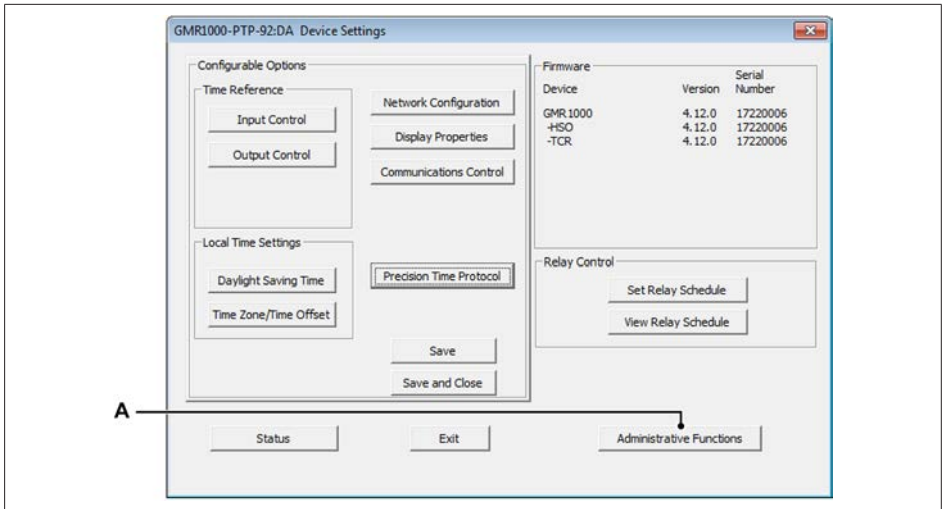 GMR1000-PTP-92:DA Device Settings
Configurable Options
Time Reference
Input Control
Output Control
Network Configuration
Display Properties
Communications Control
Local Time Settings
Daylight Saving Time
Time Zone/Time Offset
Precision Time Protocol
Save
Save and Close
Firmware
Device Version Serial Number
GMR1000 4.12.0 17220006
-HSO 4.12.0 17220006
-TCR 4.12.0 17220006
Relay Control
Set Relay Schedule
View Relay Schedule
A
Status
Exit
Administrative Functions